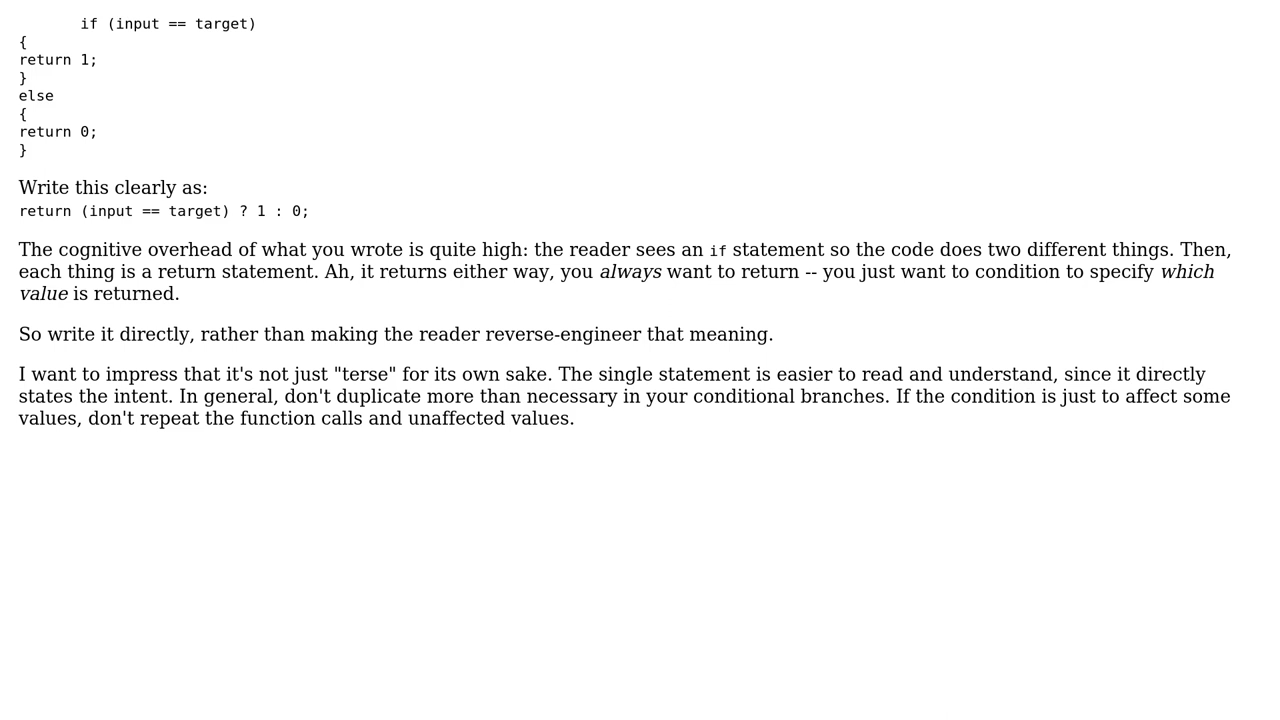 if (input == target)
{
return 1;
}
else
{
return 0;
}
Write this clearly as:
return (input == target) ? 1 : 0;
The cognitive overhead of what you wrote is quite high: the reader sees an if statement so the code does two different things. Then,
each thing is a return statement. Ah, it returns either way, you always want to return -- you just want to condition to specify which
value is returned.
So write it directly, rather than making the reader reverse-engineer that meaning.
I want to impress that it's not just "terse" for its own sake. The single statement is easier to read and understand, since it directly
states the intent. In general, don't duplicate more than necessary in your conditional branches. If the condition is just to affect some
values, don't repeat the function calls and unaffected values.